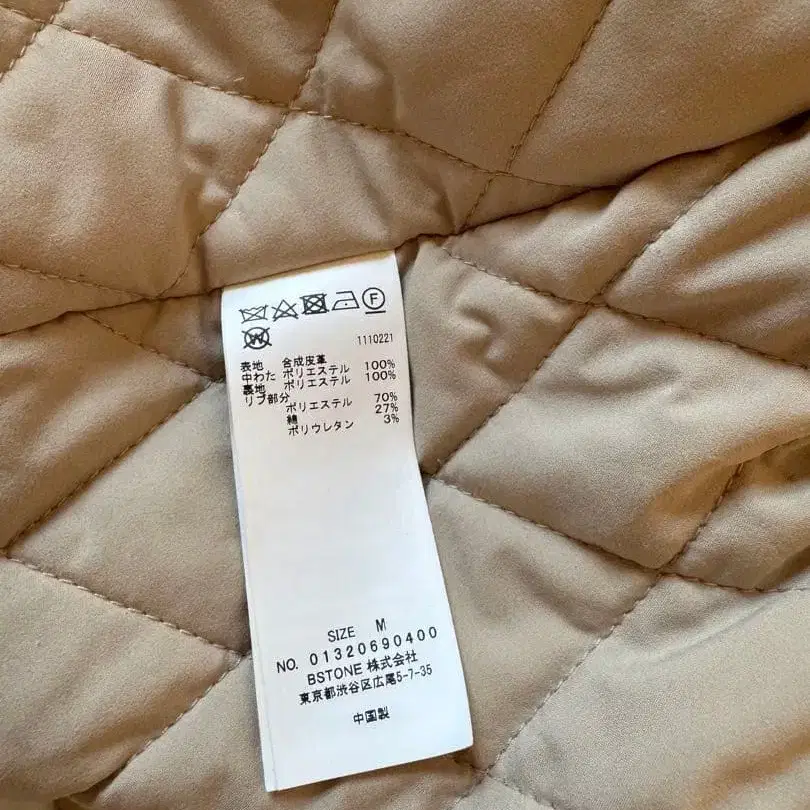 F
W
1110221
表地 合成皮革
中わた ポリエステル 100%
裏地 ポリエステル 100%
リブ部分
ポリエステル 70%
綿 27%
ポリウレタン 3%
SIZE M
NO. 01320690400
BSTONE 株式会社
東京都渋谷区広尾5-7-35
中国製